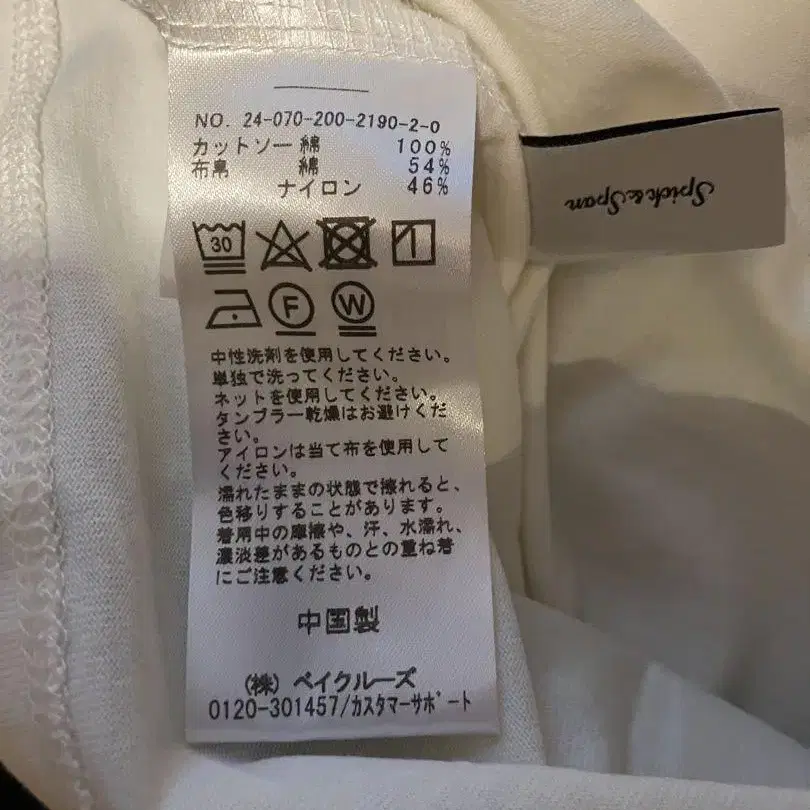 NO. 24-070-200-2190-2-0
カットソー 綿 100%
布帛 綿 54%
ナイロン 46%
Spick&Span
30
F
W
中性洗剤を使用してください。
単独で洗ってください。
ネットを使用してください。
タンブラー乾燥はお避けくだ
さい。
アイロンは当て布を使用して
ください。
濡れたままの状態で擦れると、
色移りすることがあります。
着用中の摩擦や、汗、水濡れ、
濃淡差があるものとの重ね着
にご注意ください。
中国製
(株) ベイクルーズ
0120-301457/カスタマーサポート